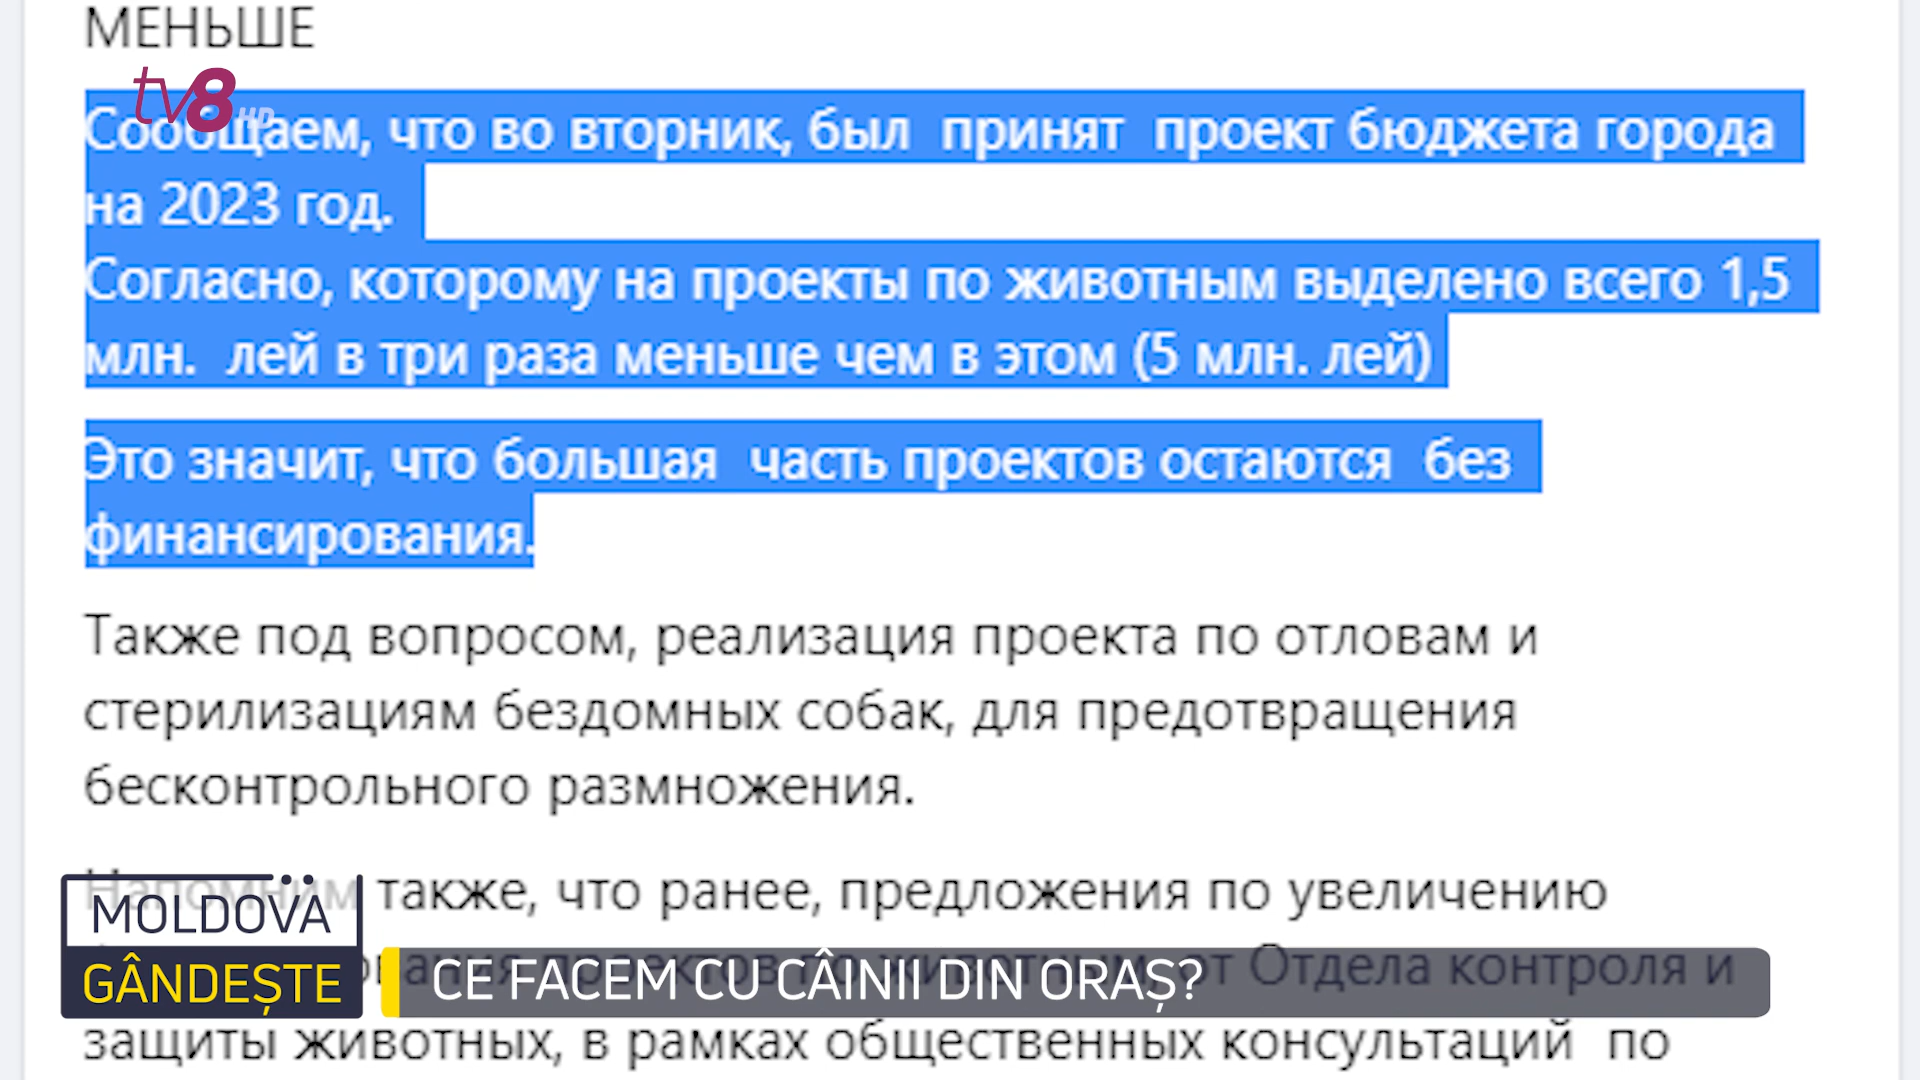 МЕНЬШЕ
tv8 HD
Сообщаем, что во вторник, был принят проект бюджета города
на 2023 год.
Согласно, которому на проекты по животным выделено всего 1,5
млн. лей в три раза меньше чем в этом (5 млн. лей)
Это значит, что большая часть проектов остаются без
финансирования.
Также под вопросом, реализация проекта по отловам и
стерилизациям бездомных собак, для предотвращения
бесконтрольного размножения.
Напомним также, что ранее, предложения по увеличению
от Отдела контроля и
защиты животных, в рамках общественных консультаций по
MOLDOVA
GÂNDEȘTE
CE FACEM CU CÂINII DIN ORAȘ?